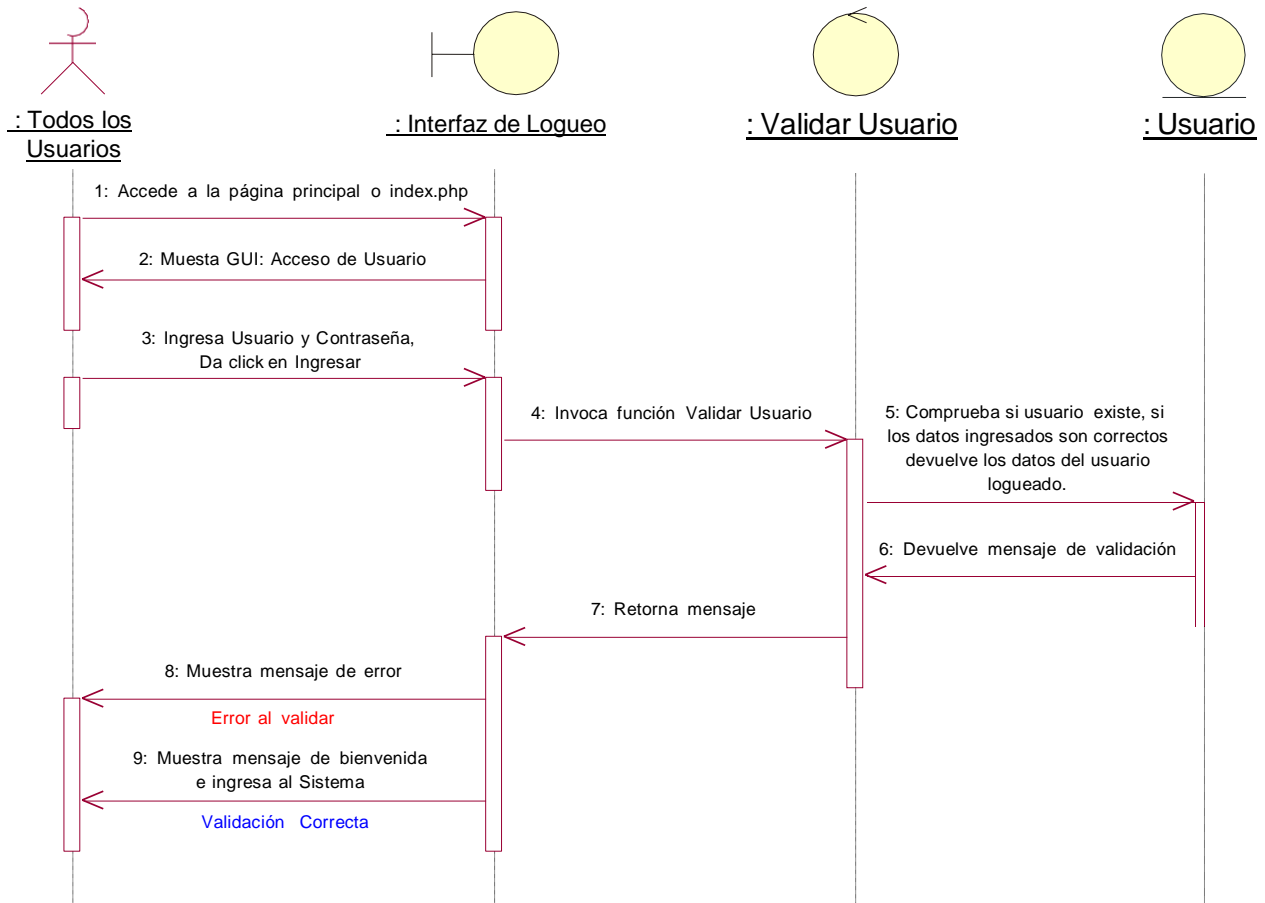 : Todos los
Usuarios
: Interfaz de Logueo
: Validar Usuario
: Usuario
1: Accede a la página principal o index.php
2: Muesta GUI: Acceso de Usuario
3: Ingresa Usuario y Contraseña,
Da click en Ingresar
4: Invoca función Validar Usuario
5: Comprueba si usuario existe, si
los datos ingresados son correctos
devuelve los datos del usuario
logueado.
6: Devuelve mensaje de validación
7: Retorna mensaje
8: Muestra mensaje de error
Error al validar
9: Muestra mensaje de bienvenida
e ingresa al Sistema
Validación Correcta